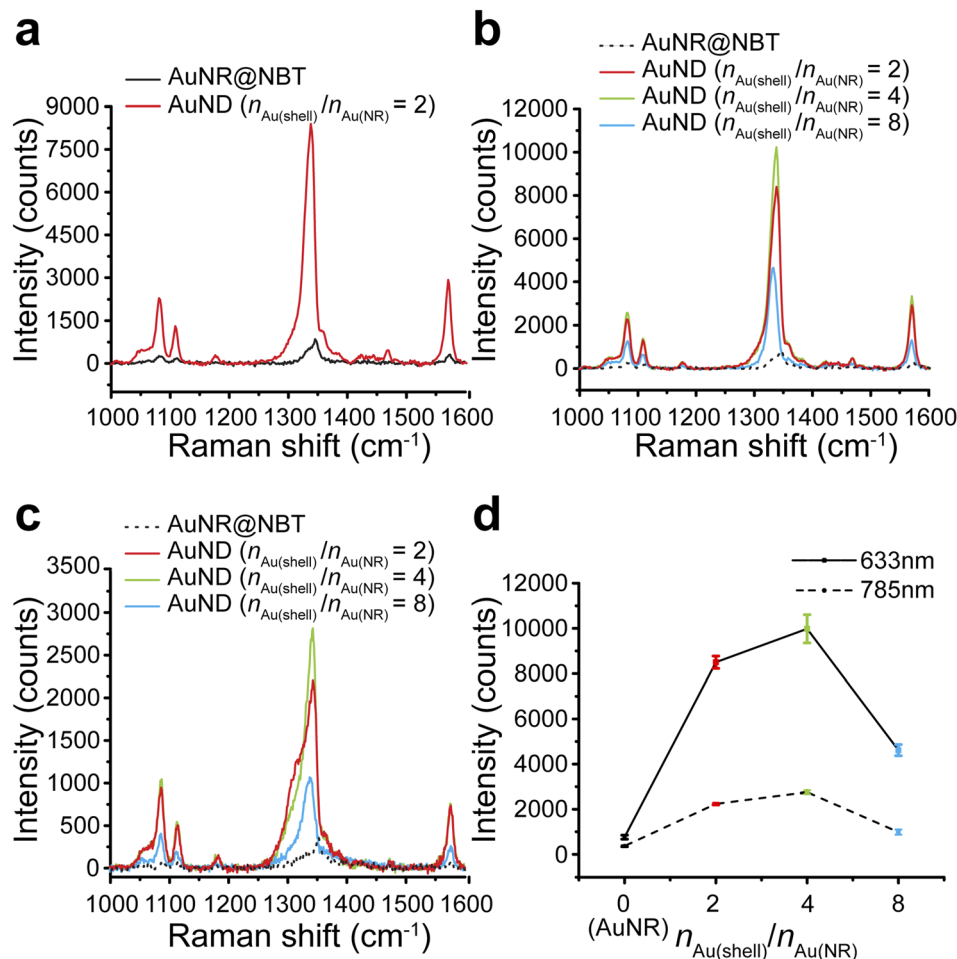 a
AuNR@NBT
AuND (nAu(shell)/nAu(NR) = 2)
9000
7500
6000
4500
3000
1500
0
Intensity (counts)
1000 1100 1200 1300 1400 1500 1600
Raman shift (cm-1)
b
AuNR@NBT
AuND (nAu(shell)/nAu(NR) = 2)
AuND (nAu(shell)/nAu(NR) = 4)
AuND (nAu(shell)/nAu(NR) = 8)
12000
10000
8000
6000
4000
2000
0
Intensity (counts)
1000 1100 1200 1300 1400 1500 1600
Raman shift (cm-1)
c
AuNR@NBT
AuND (nAu(shell)/nAu(NR) = 2)
AuND (nAu(shell)/nAu(NR) = 4)
AuND (nAu(shell)/nAu(NR) = 8)
3500
3000
2500
2000
1500
1000
500
0
Intensity (counts)
1000 1100 1200 1300 1400 1500 1600
Raman shift (cm-1)
d
633nm
785nm
12000
10000
8000
6000
4000
2000
0
Intensity (counts)
0 2 4 8
(AuNR) nAu(shell)/nAu(NR)